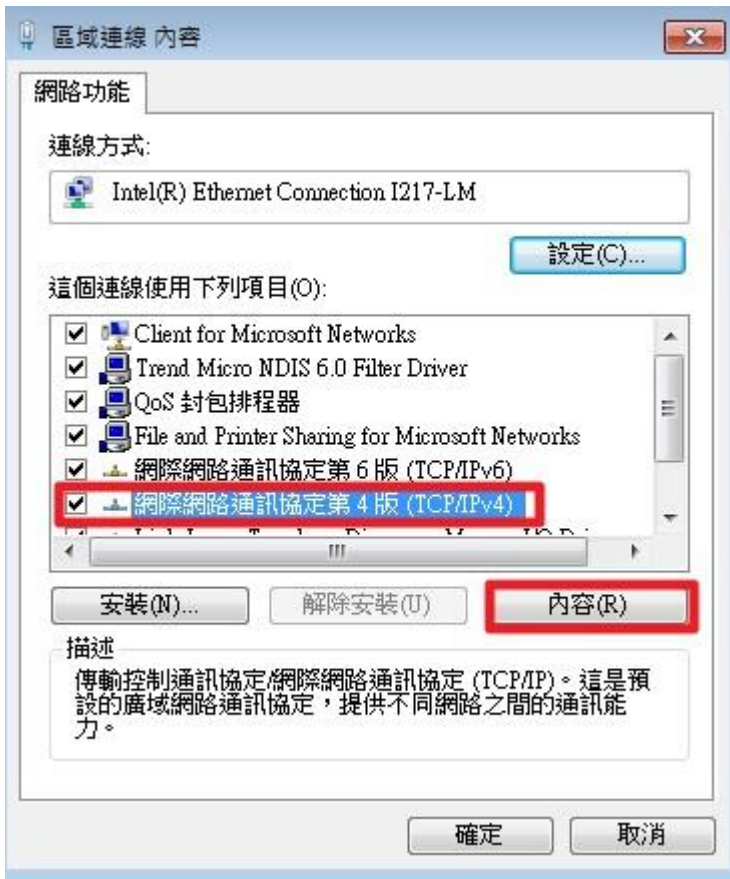 區域連線 內容
網路功能
連線方式:
Intel(R) Ethernet Connection I217-LM
設定(C)...
這個連線使用下列項目(O):
Client for Microsoft Networks
Trend Micro NDIS 6.0 Filter Driver
QoS 封包排程器
File and Printer Sharing for Microsoft Networks
網際網路通訊協定第 6 版 (TCP/IPv6)
網際網路通訊協定第 4 版 (TCP/IPv4)
安裝(N)...
解除安裝(U)
內容(R)
描述
傳輸控制通訊協定/網際網路通訊協定 (TCP/IP)。這是預
設的廣域網路通訊協定，提供不同網路之間的通訊能
力。
確定
取消